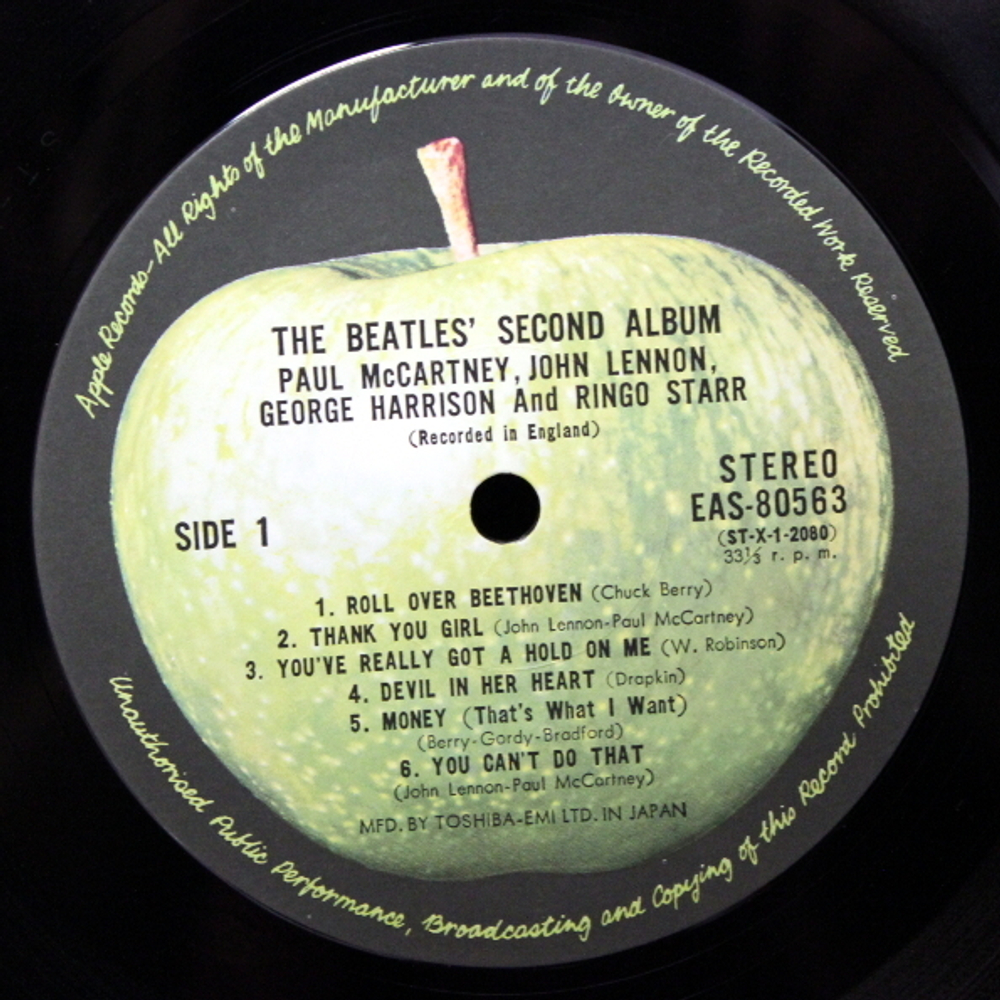 Apple Records–All Rights of the Manufacturer and of the Owner of the Recorded Work Reserved
THE BEATLES' SECOND ALBUM
PAUL McCARTNEY, JOHN LENNON,
GEORGE HARRISON And RINGO STARR
(Recorded in England)
STEREO
EAS-80563
(ST-X-1-2080)
33⅓ r. p. m.
SIDE 1
1. ROLL OVER BEETHOVEN (Chuck Berry)
2. THANK YOU GIRL (John Lennon-Paul McCartney)
3. YOU'VE REALLY GOT A HOLD ON ME (W. Robinson)
4. DEVIL IN HER HEART (Drapkin)
5. MONEY (That's What I Want)
(Berry-Gordy-Bradford)
6. YOU CAN'T DO THAT
(John Lennon-Paul McCartney)
MFD. BY TOSHIBA-EMI LTD. IN JAPAN
Unauthorised Public Performance, Broadcasting and Copying of this Record Prohibited